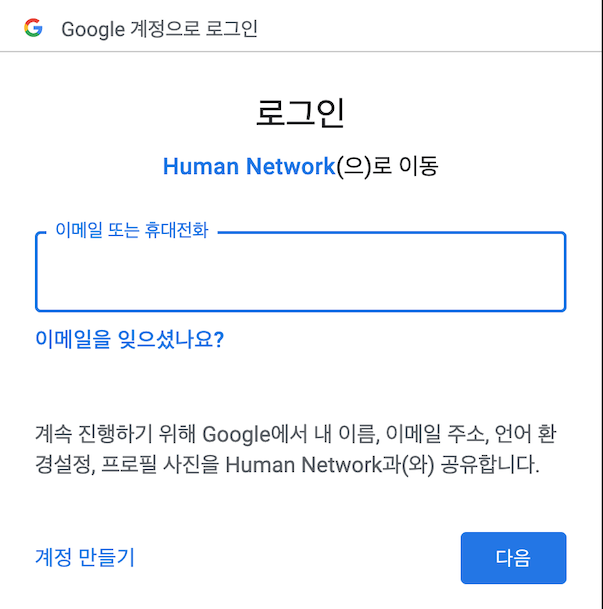 Google 계정으로 로그인
로그인
Human Network(으)로 이동
이메일 또는 휴대전화
이메일을 잊으셨나요?
계속 진행하기 위해 Google에서 내 이름, 이메일 주소, 언어 환
경설정, 프로필 사진을 Human Network과(와) 공유합니다.
계정 만들기
다음